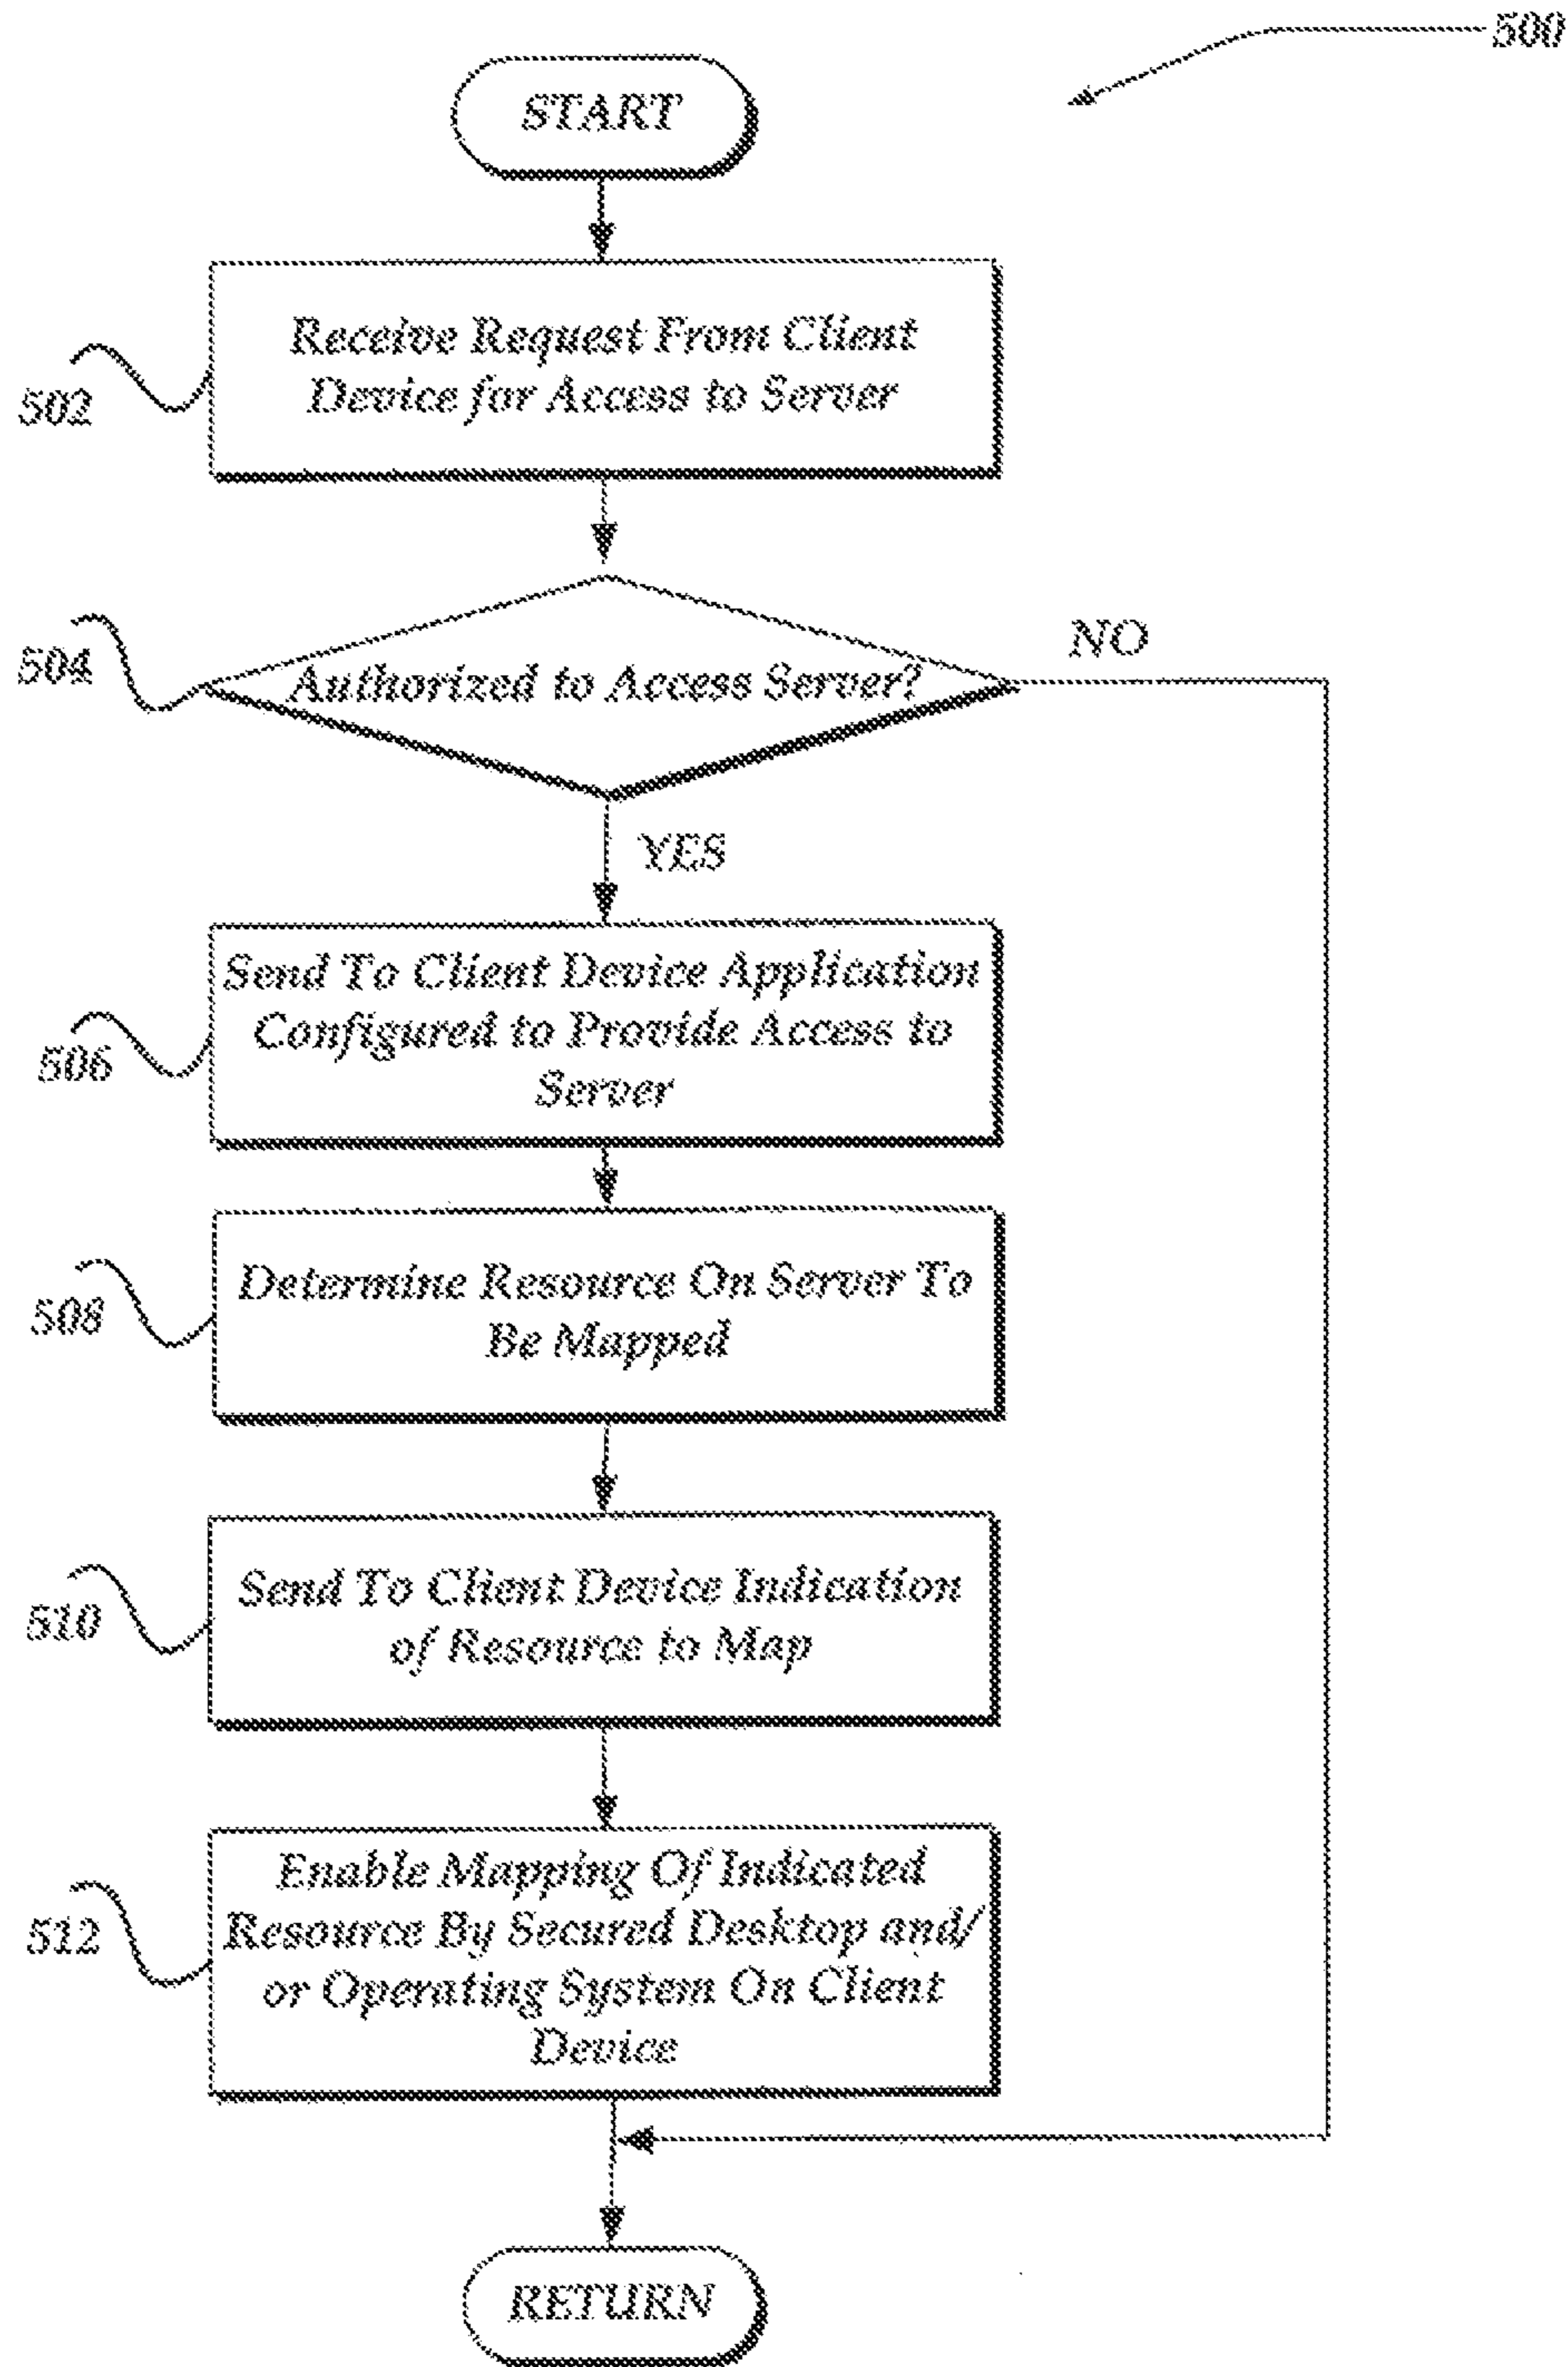 500
START
Receive Request From Client
Device for Access to Server
502
504
Authorized to Access Server?
NO
YES
Send To Client Device Application
Configured to Provide Access to
Server
506
Determine Resource On Server To
Be Mapped
508
Send To Client Device Indication
of Resource to Map
510
Enable Mapping Of Indicated
Resource By Secured Desktop and/
or Operating System On Client
Device
512
RETURN